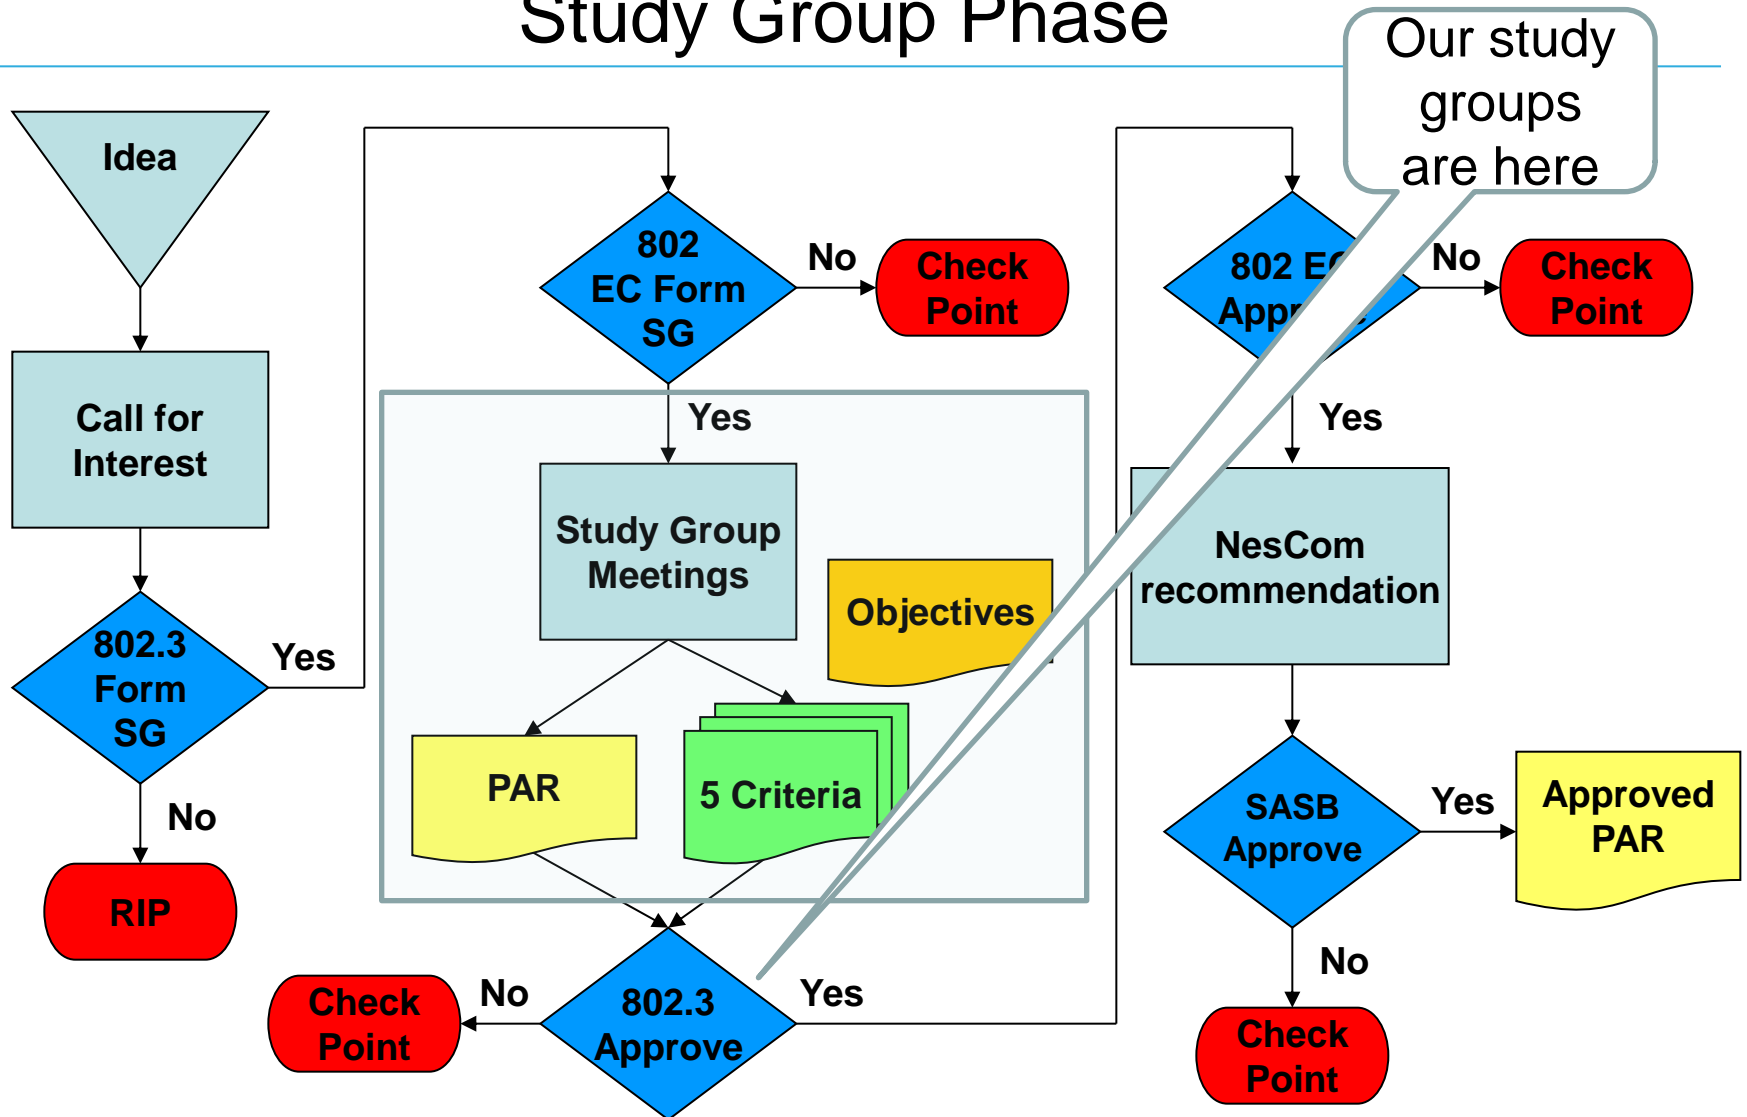 Study Group Phase
Our study
groups
are here
Idea
Call for
Interest
802.3
Form
SG
Yes
No
RIP
802
EC Form
SG
No
Check
Point
Yes
Study Group
Meetings
Objectives
PAR
5 Criteria
802.3
Approve
No
Check
Point
Yes
802 EC
No
Check
Point
Yes
NesCom
recommendation
SASB
Approve
Yes
Approved
PAR
No
Check
Point